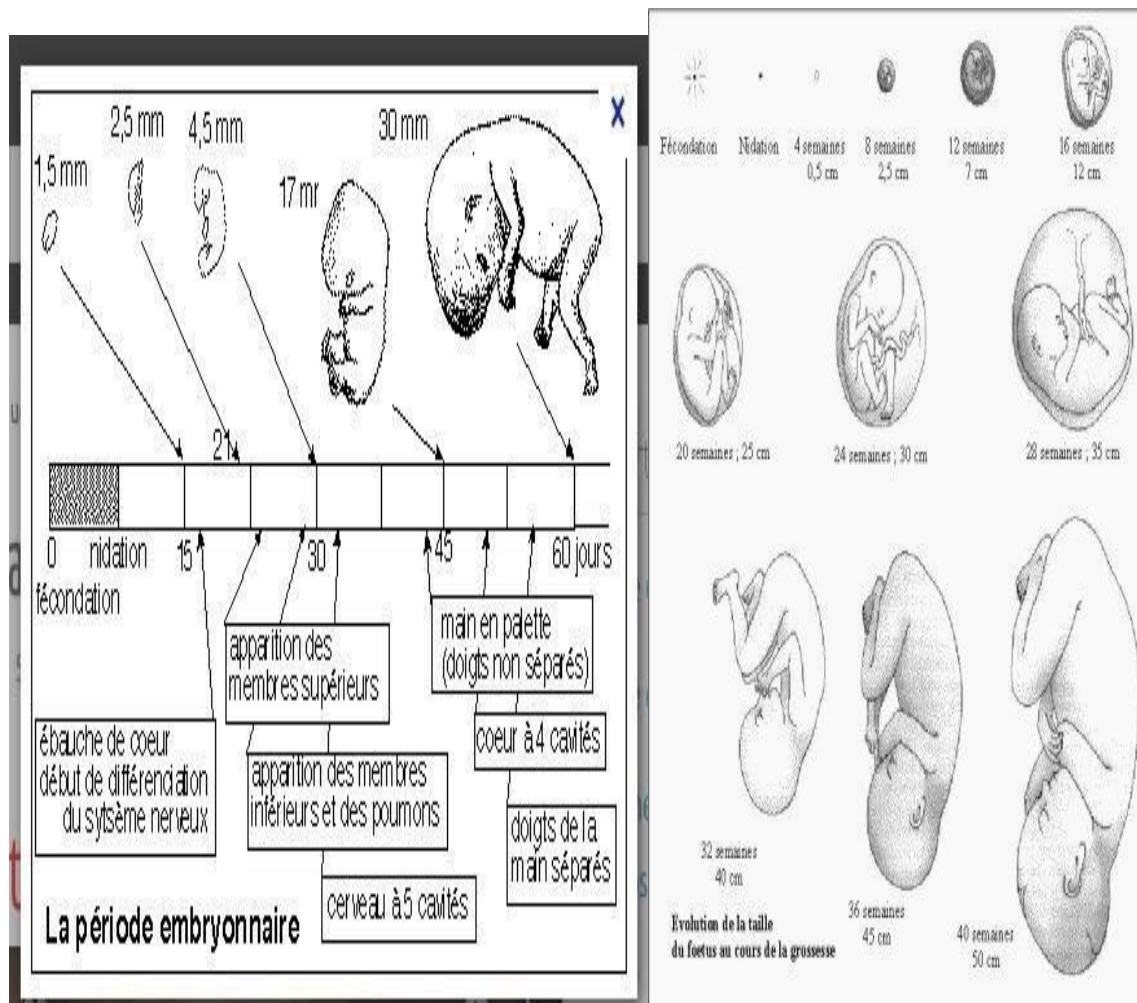 1,5 mm
2,5 mm
4,5 mm
17 mr
30 mm
X
21
0
nidation
15
30
45
60 jours
fécondation
ébauche de coeur
début de différenciation
du sytsème nerveux
apparition des
membres supérieurs
apparition des membres
inférieurs et des poumons
cerveau à 5 cavités
main en palette
(doigts non séparés)
coeur à 4 cavités
doigts de la
main séparés
La période embryonnaire
Fécondation
Nidation
4 semaines
0,5 cm
8 semaines
2,5 cm
12 semaines
7 cm
16 semaines
12 cm
20 semaines ; 25 cm
24 semaines ; 30 cm
28 semaines ; 35 cm
32 semaines
40 cm
36 semaines
45 cm
40 semaines
50 cm
Evolution de la taille
du foetus au cours de la grossesse